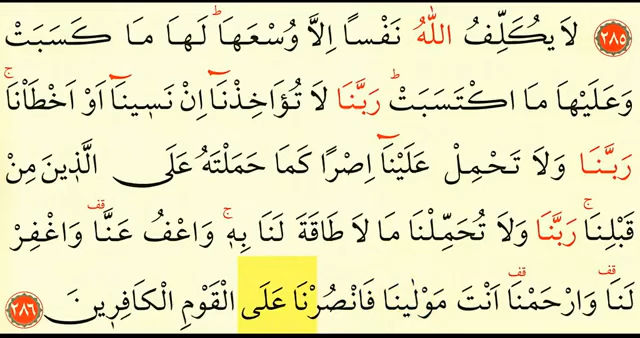 ﴿٢٨٥﴾ لَا يُكَلِّفُ اللّٰهُ نَفْسًا اِلَّا وُسْعَهَاۜ لَهَا مَا كَسَبَتْ
وَعَلَيْهَا مَا اكْتَسَبَتْۜ رَبَّنَا لَا تُؤَاخِذْنَٓا اِنْ نَس۪ينَٓا اَوْ اَخْطَأْنَاۚ
رَبَّنَا وَلَا تَحْمِلْ عَلَيْنَٓا اِصْرًا كَمَا حَمَلْتَهُ عَلَى الَّذ۪ينَ مِنْ
قَبْلِنَاۚ رَبَّنَا وَلَا تُحَمِّلْنَا مَا لَا طَاقَةَ لَنَا بِه۪ۚ وَاعْفُ عَنَّا۠ وَاغْفِرْ
لَنَا۠ وَارْحَمْنَا۠ اَنْتَ مَوْلٰينَا فَانْصُرْنَا عَلَى الْقَوْمِ الْكَافِر۪ينَ ﴿٢٨٦﴾